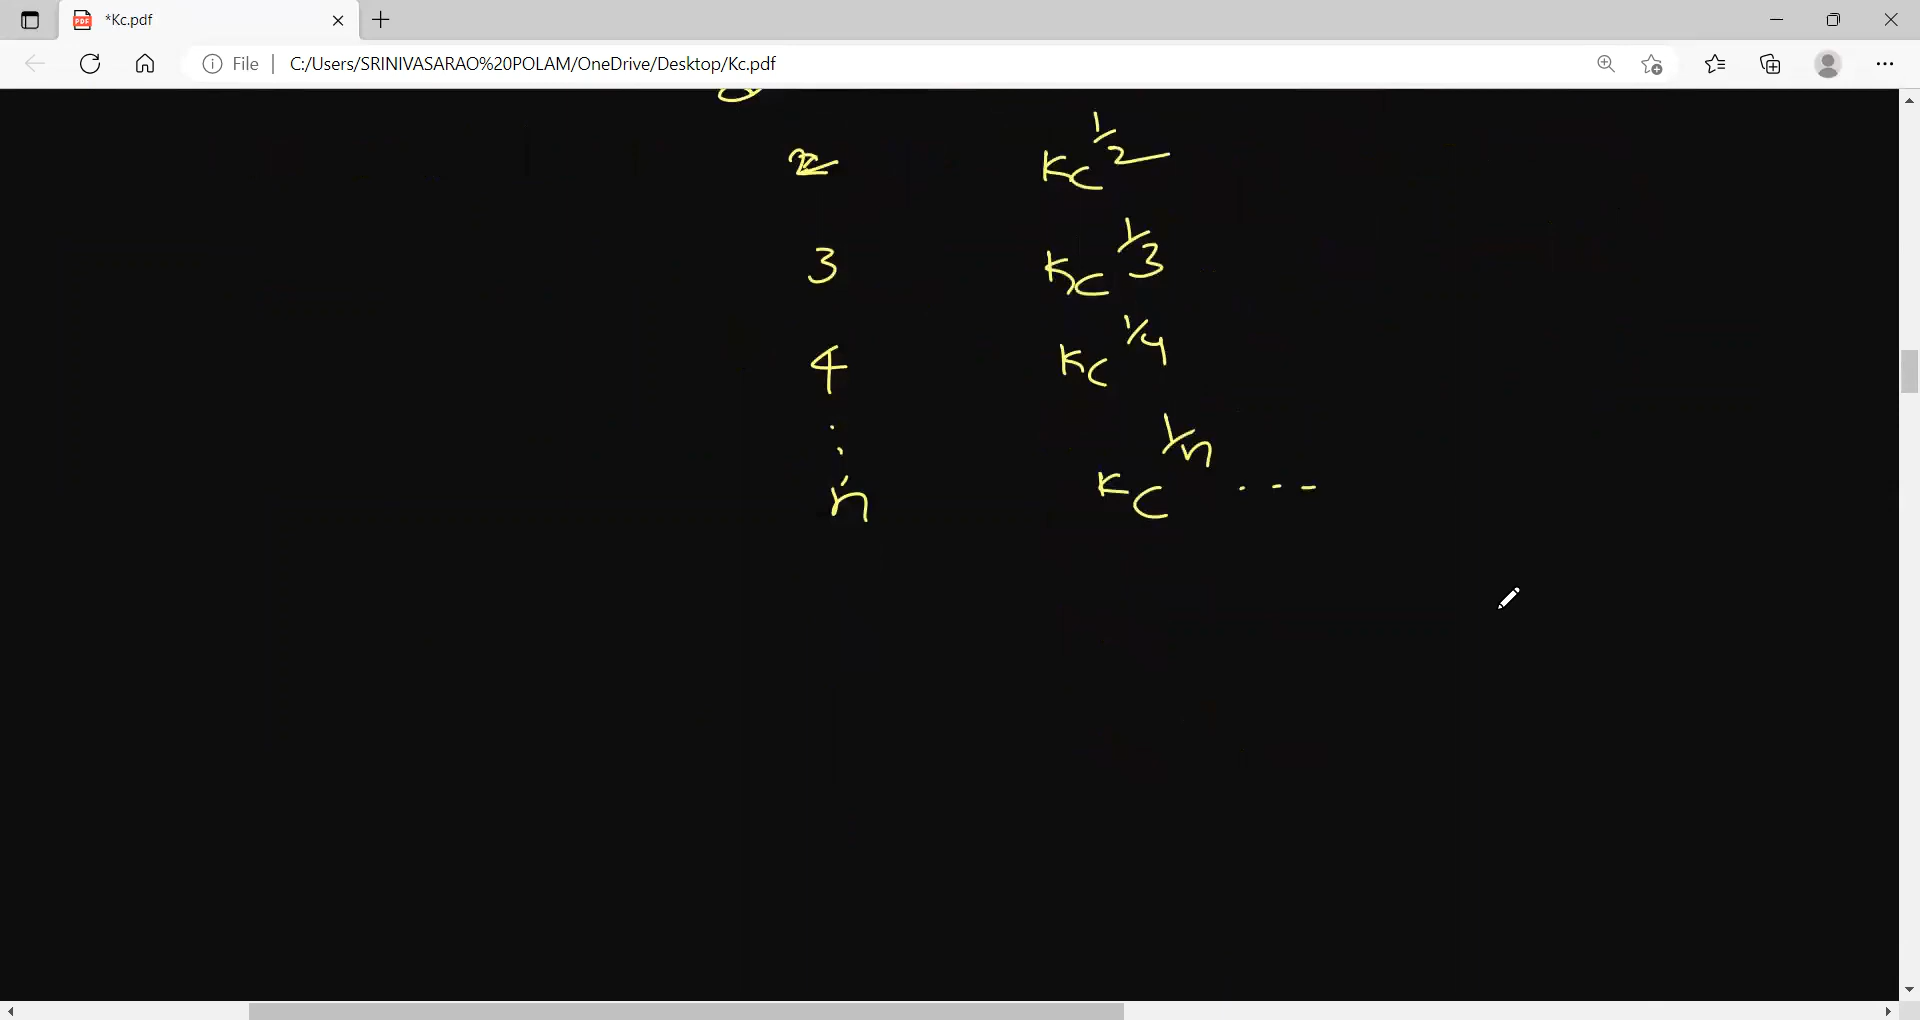 *Kc.pdf
File | C:/Users/SRINIVASARAO%20POLAM/OneDrive/Desktop/Kc.pdf
2 Kc^1/2
3 Kc^1/3
4 Kc^1/4
⋮
n Kc^1/n ...